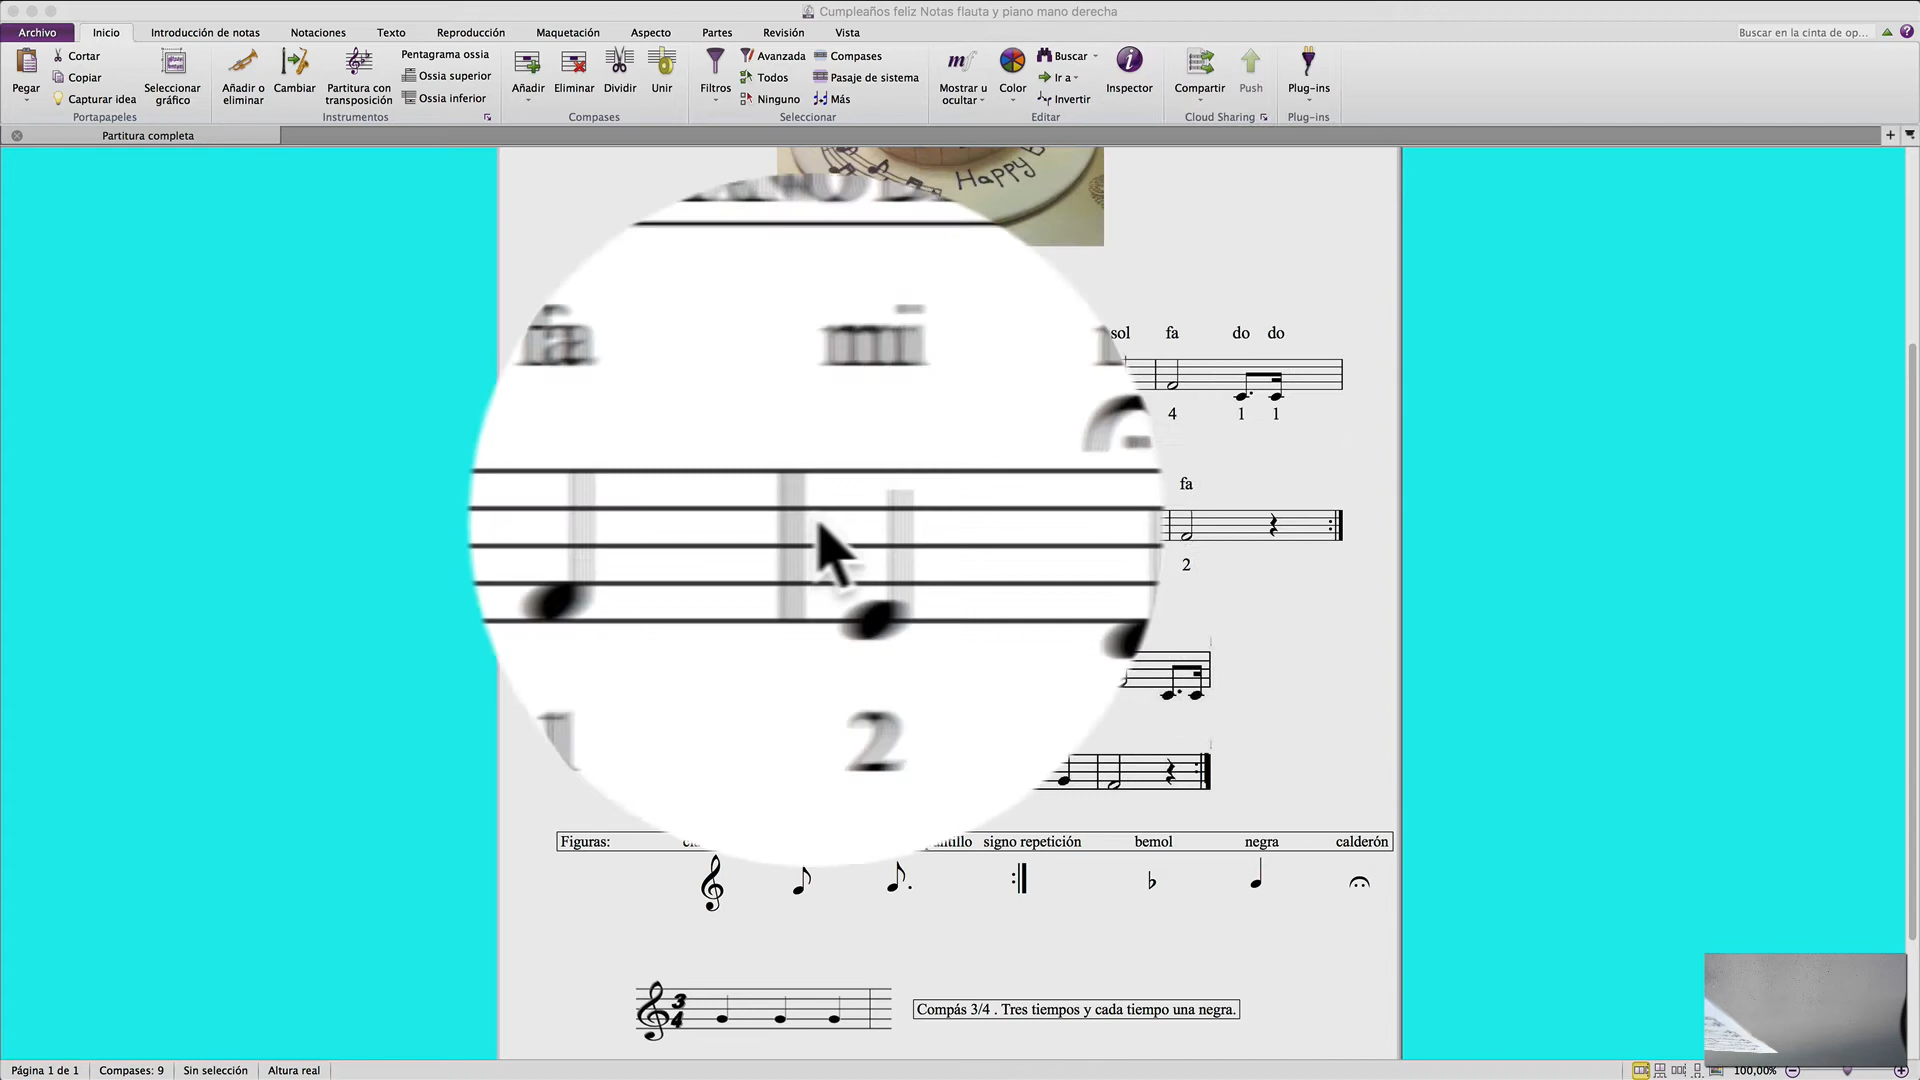 Cumpleaños feliz Notas flauta y piano mano derecha
Archivo Inicio Introducción de notas Notaciones Texto Reproducción Maquetación Aspecto Partes Revisión Vista Buscar en la cinta de op...
Pegar Cortar Copiar Capturar idea Seleccionar gráfico
Añadir o eliminar Cambiar Partitura con transposición Pentagrama ossia Ossia superior Ossia inferior
Añadir Eliminar Dividir Unir
Filtros Avanzada Todos Ninguno Compases Pasaje de sistema Más
Mostrar u ocultar Color Buscar Ir a Invertir Inspector
Compartir Push Plug-ins
Portapapeles Instrumentos Compases Seleccionar Editar Cloud Sharing Plug-ins
Partitura completa
Happy
fa mi
sol fa do do
4 1 1
fa
2
1 2
Figuras: signo repetición bemol negra calderón
3
4
Compás 3/4 . Tres tiempos y cada tiempo una negra.
Página 1 de 1 Compases: 9 Sin selección Altura real 100,00%